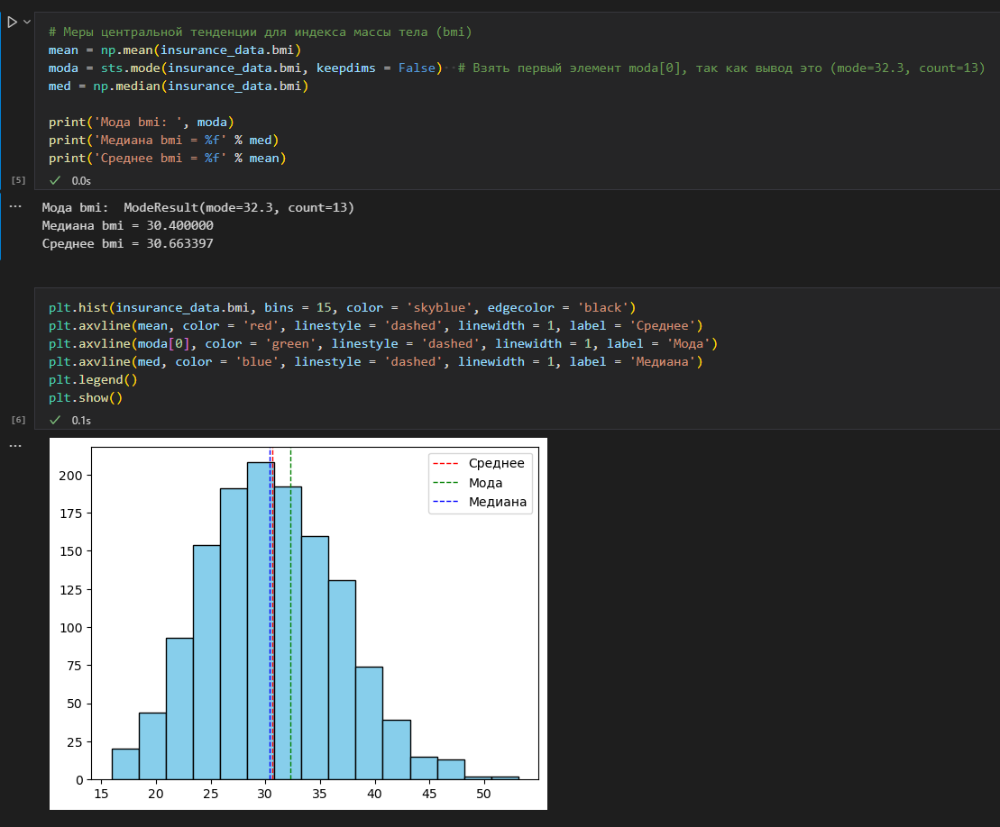 # Меры центральной тенденции для индекса массы тела (bmi)
mean = np.mean(insurance_data.bmi)
moda = sts.mode(insurance_data.bmi, keepdims = False)  # Взять первый элемент moda[0], так как вывод это (mode=32.3, count=13)
med = np.median(insurance_data.bmi)
print('Мода bmi: ', moda)
print('Медиана bmi = %f' % med)
print('Среднее bmi = %f' % mean)
[5]
0.0s
...
Мода bmi:  ModeResult(mode=32.3, count=13)
Медиана bmi = 30.400000
Среднее bmi = 30.663397
plt.hist(insurance_data.bmi, bins = 15, color = 'skyblue', edgecolor = 'black')
plt.axvline(mean, color = 'red', linestyle = 'dashed', linewidth = 1, label = 'Среднее')
plt.axvline(moda[0], color = 'green', linestyle = 'dashed', linewidth = 1, label = 'Мода')
plt.axvline(med, color = 'blue', linestyle = 'dashed', linewidth = 1, label = 'Медиана')
plt.legend()
plt.show()
[6]
0.1s
...
Среднее
Мода
Медиана
200
175
150
125
100
75
50
25
0
15 20 25 30 35 40 45 50